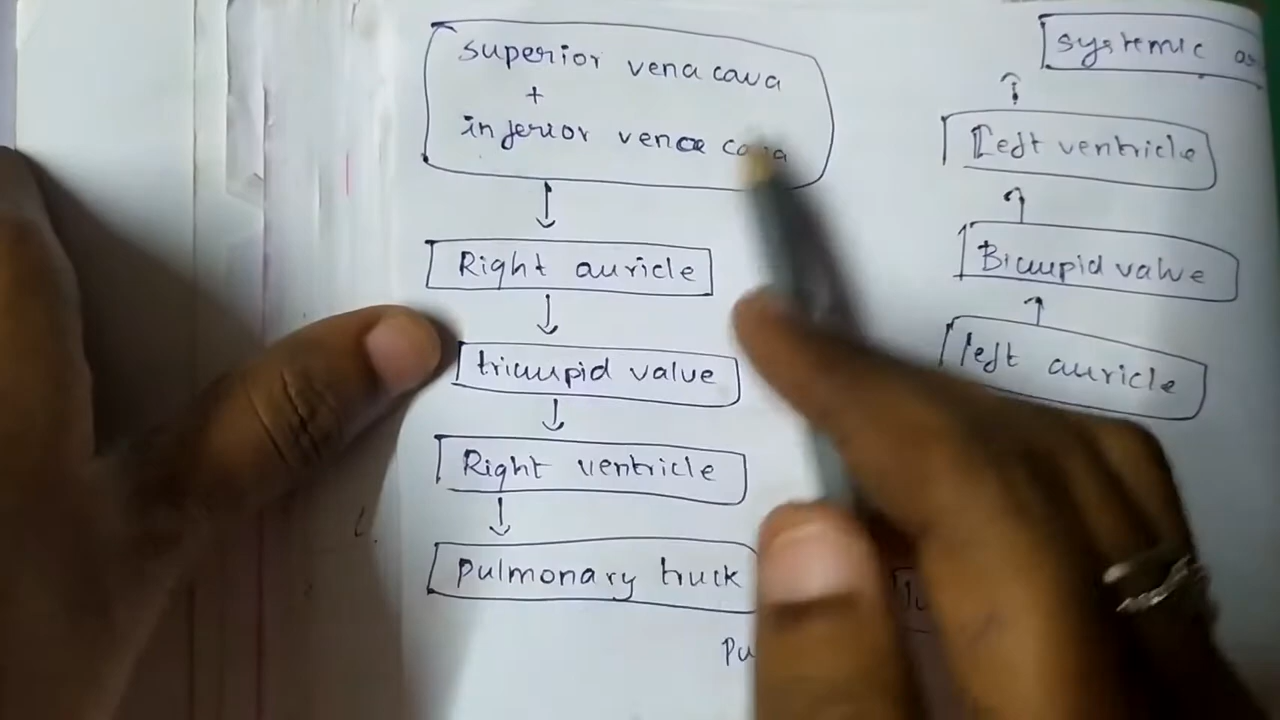 superior vena cava
+
inferior vena cava
Right auricle
tricuspid value
Right ventricle
pulmonary truck
systemic
Left ventricle
Bicuspid valve
left auricle